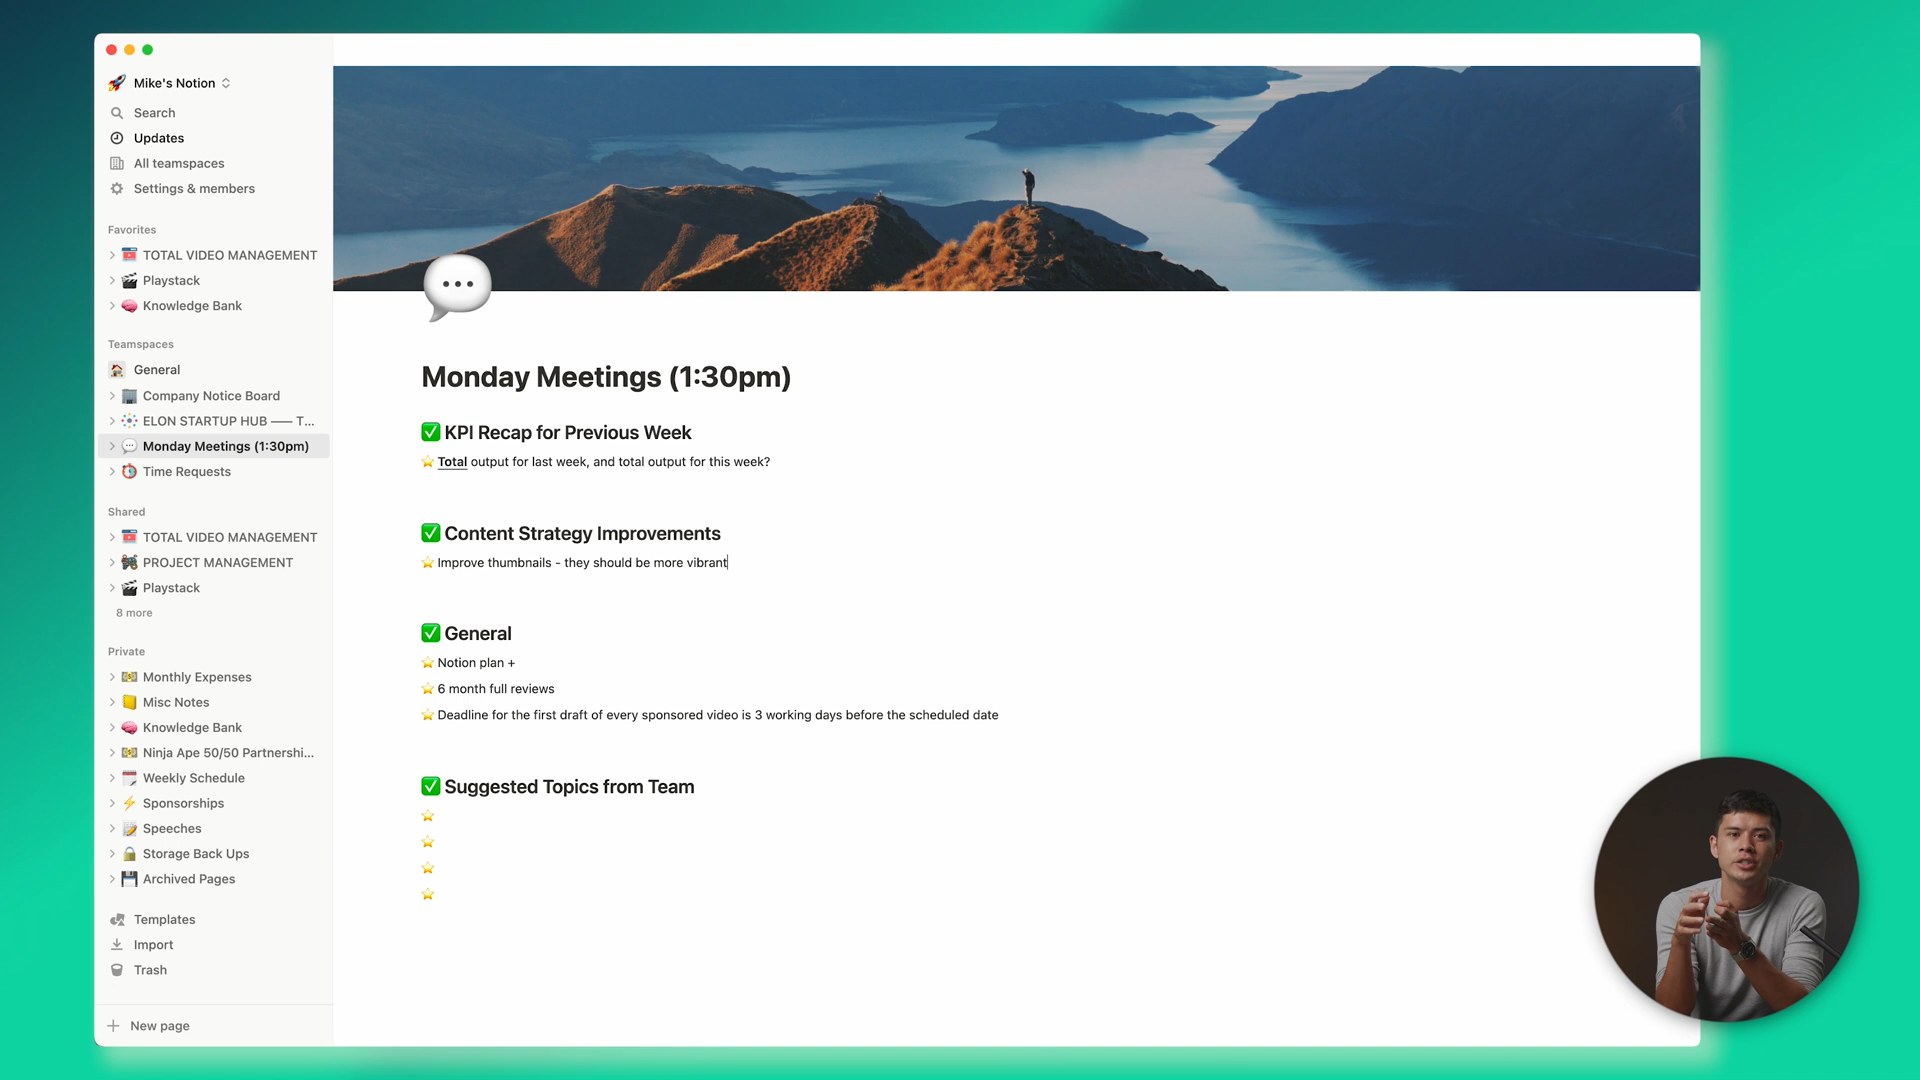 Mike's Notion
Search
Updates
All teamspaces
Settings & members
Favorites
TOTAL VIDEO MANAGEMENT
Playstack
Knowledge Bank
Teamspaces
General
Company Notice Board
ELON STARTUP HUB —— T...
Monday Meetings (1:30pm)
Time Requests
Shared
TOTAL VIDEO MANAGEMENT
PROJECT MANAGEMENT
Playstack
8 more
Private
Monthly Expenses
Misc Notes
Knowledge Bank
Ninja Ape 50/50 Partnershi...
Weekly Schedule
Sponsorships
Speeches
Storage Back Ups
Archived Pages
Templates
Import
Trash
New page
Monday Meetings (1:30pm)
✅ KPI Recap for Previous Week
⭐ Total output for last week, and total output for this week?
✅ Content Strategy Improvements
⭐ Improve thumbnails - they should be more vibrant
✅ General
⭐ Notion plan +
⭐ 6 month full reviews
⭐ Deadline for the first draft of every sponsored video is 3 working days before the scheduled date
✅ Suggested Topics from Team
⭐
⭐
⭐
⭐